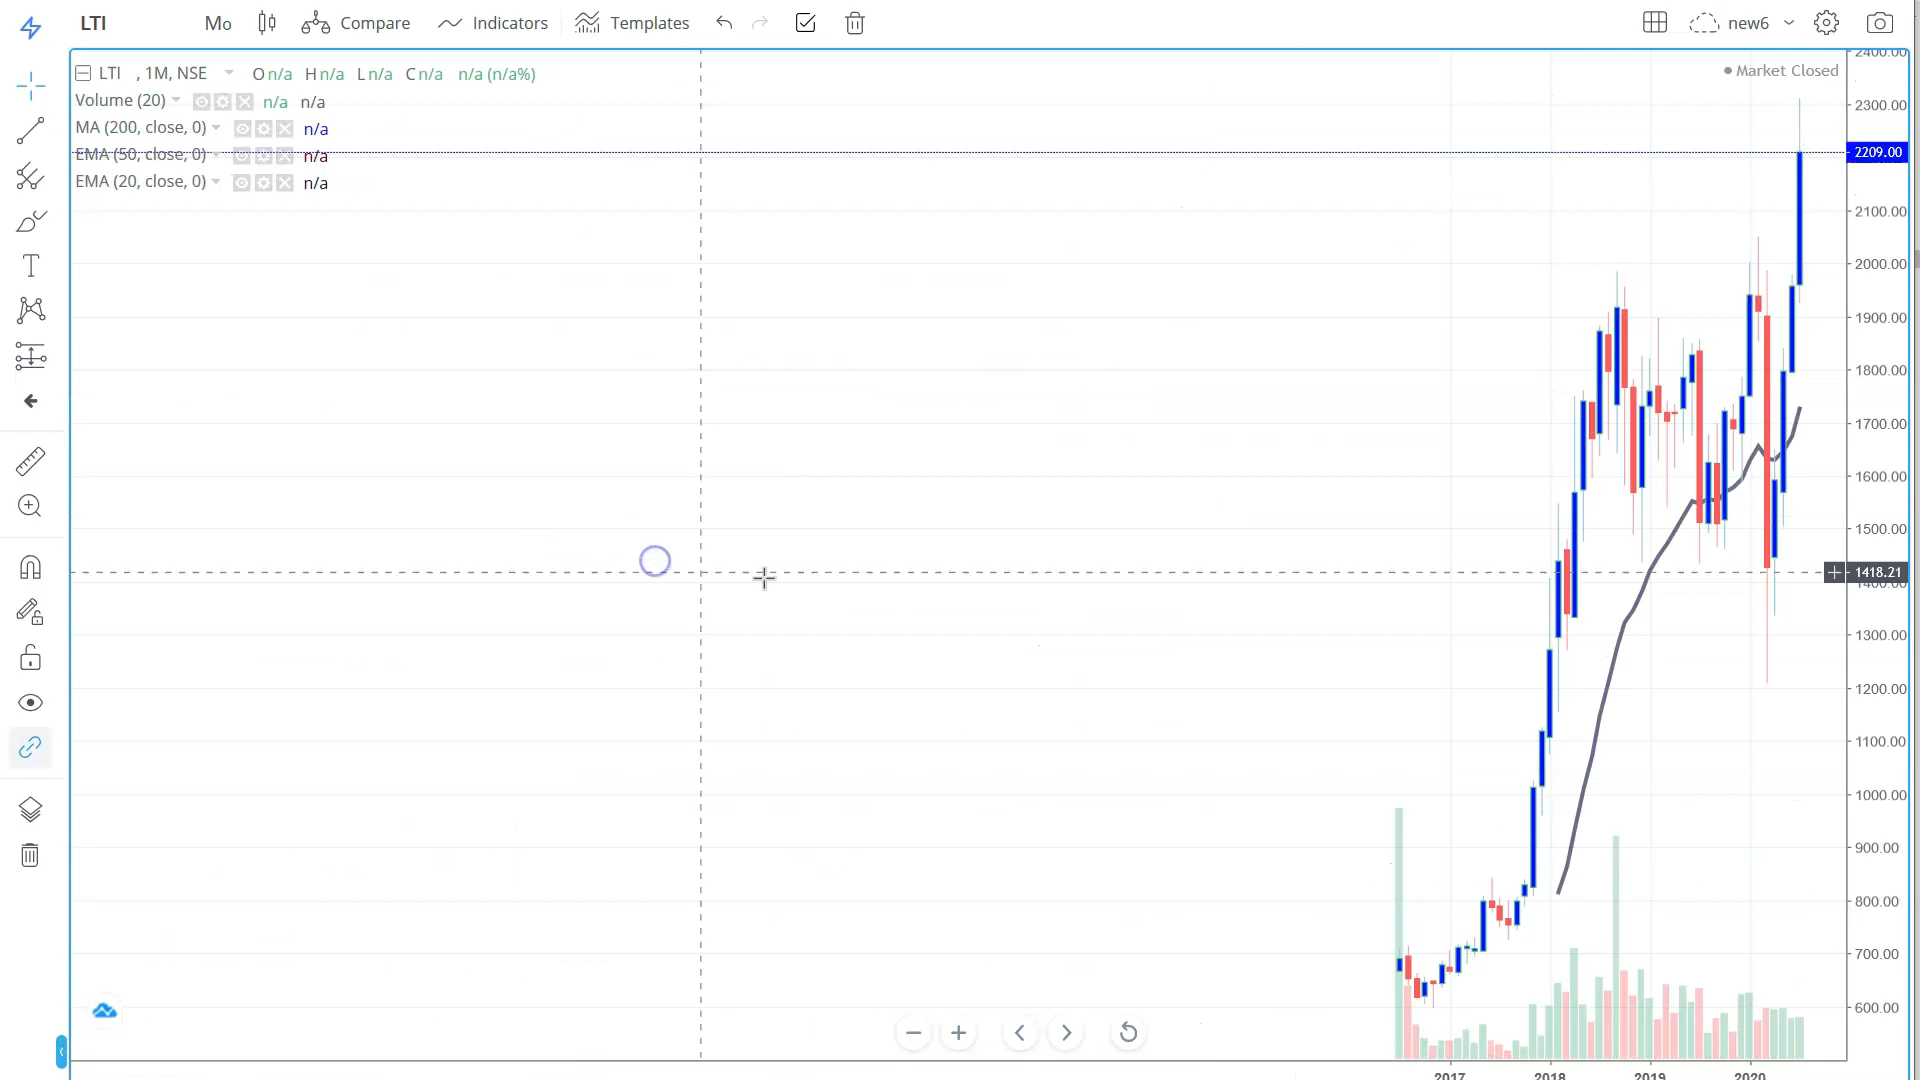 LTI Mo Compare Indicators Templates new6
LTI , 1M, NSE O n/a H n/a L n/a C n/a n/a (n/a%)
Market Closed
Volume (20) n/a n/a
MA (200, close, 0) n/a
EMA (50, close, 0) n/a
EMA (20, close, 0) n/a
2400.00
2300.00
2209.00
2100.00
2000.00
1900.00
1800.00
1700.00
1600.00
1500.00
1418.21
1400.00
1300.00
1200.00
1100.00
1000.00
900.00
800.00
700.00
600.00
2017 2018 2019 2020